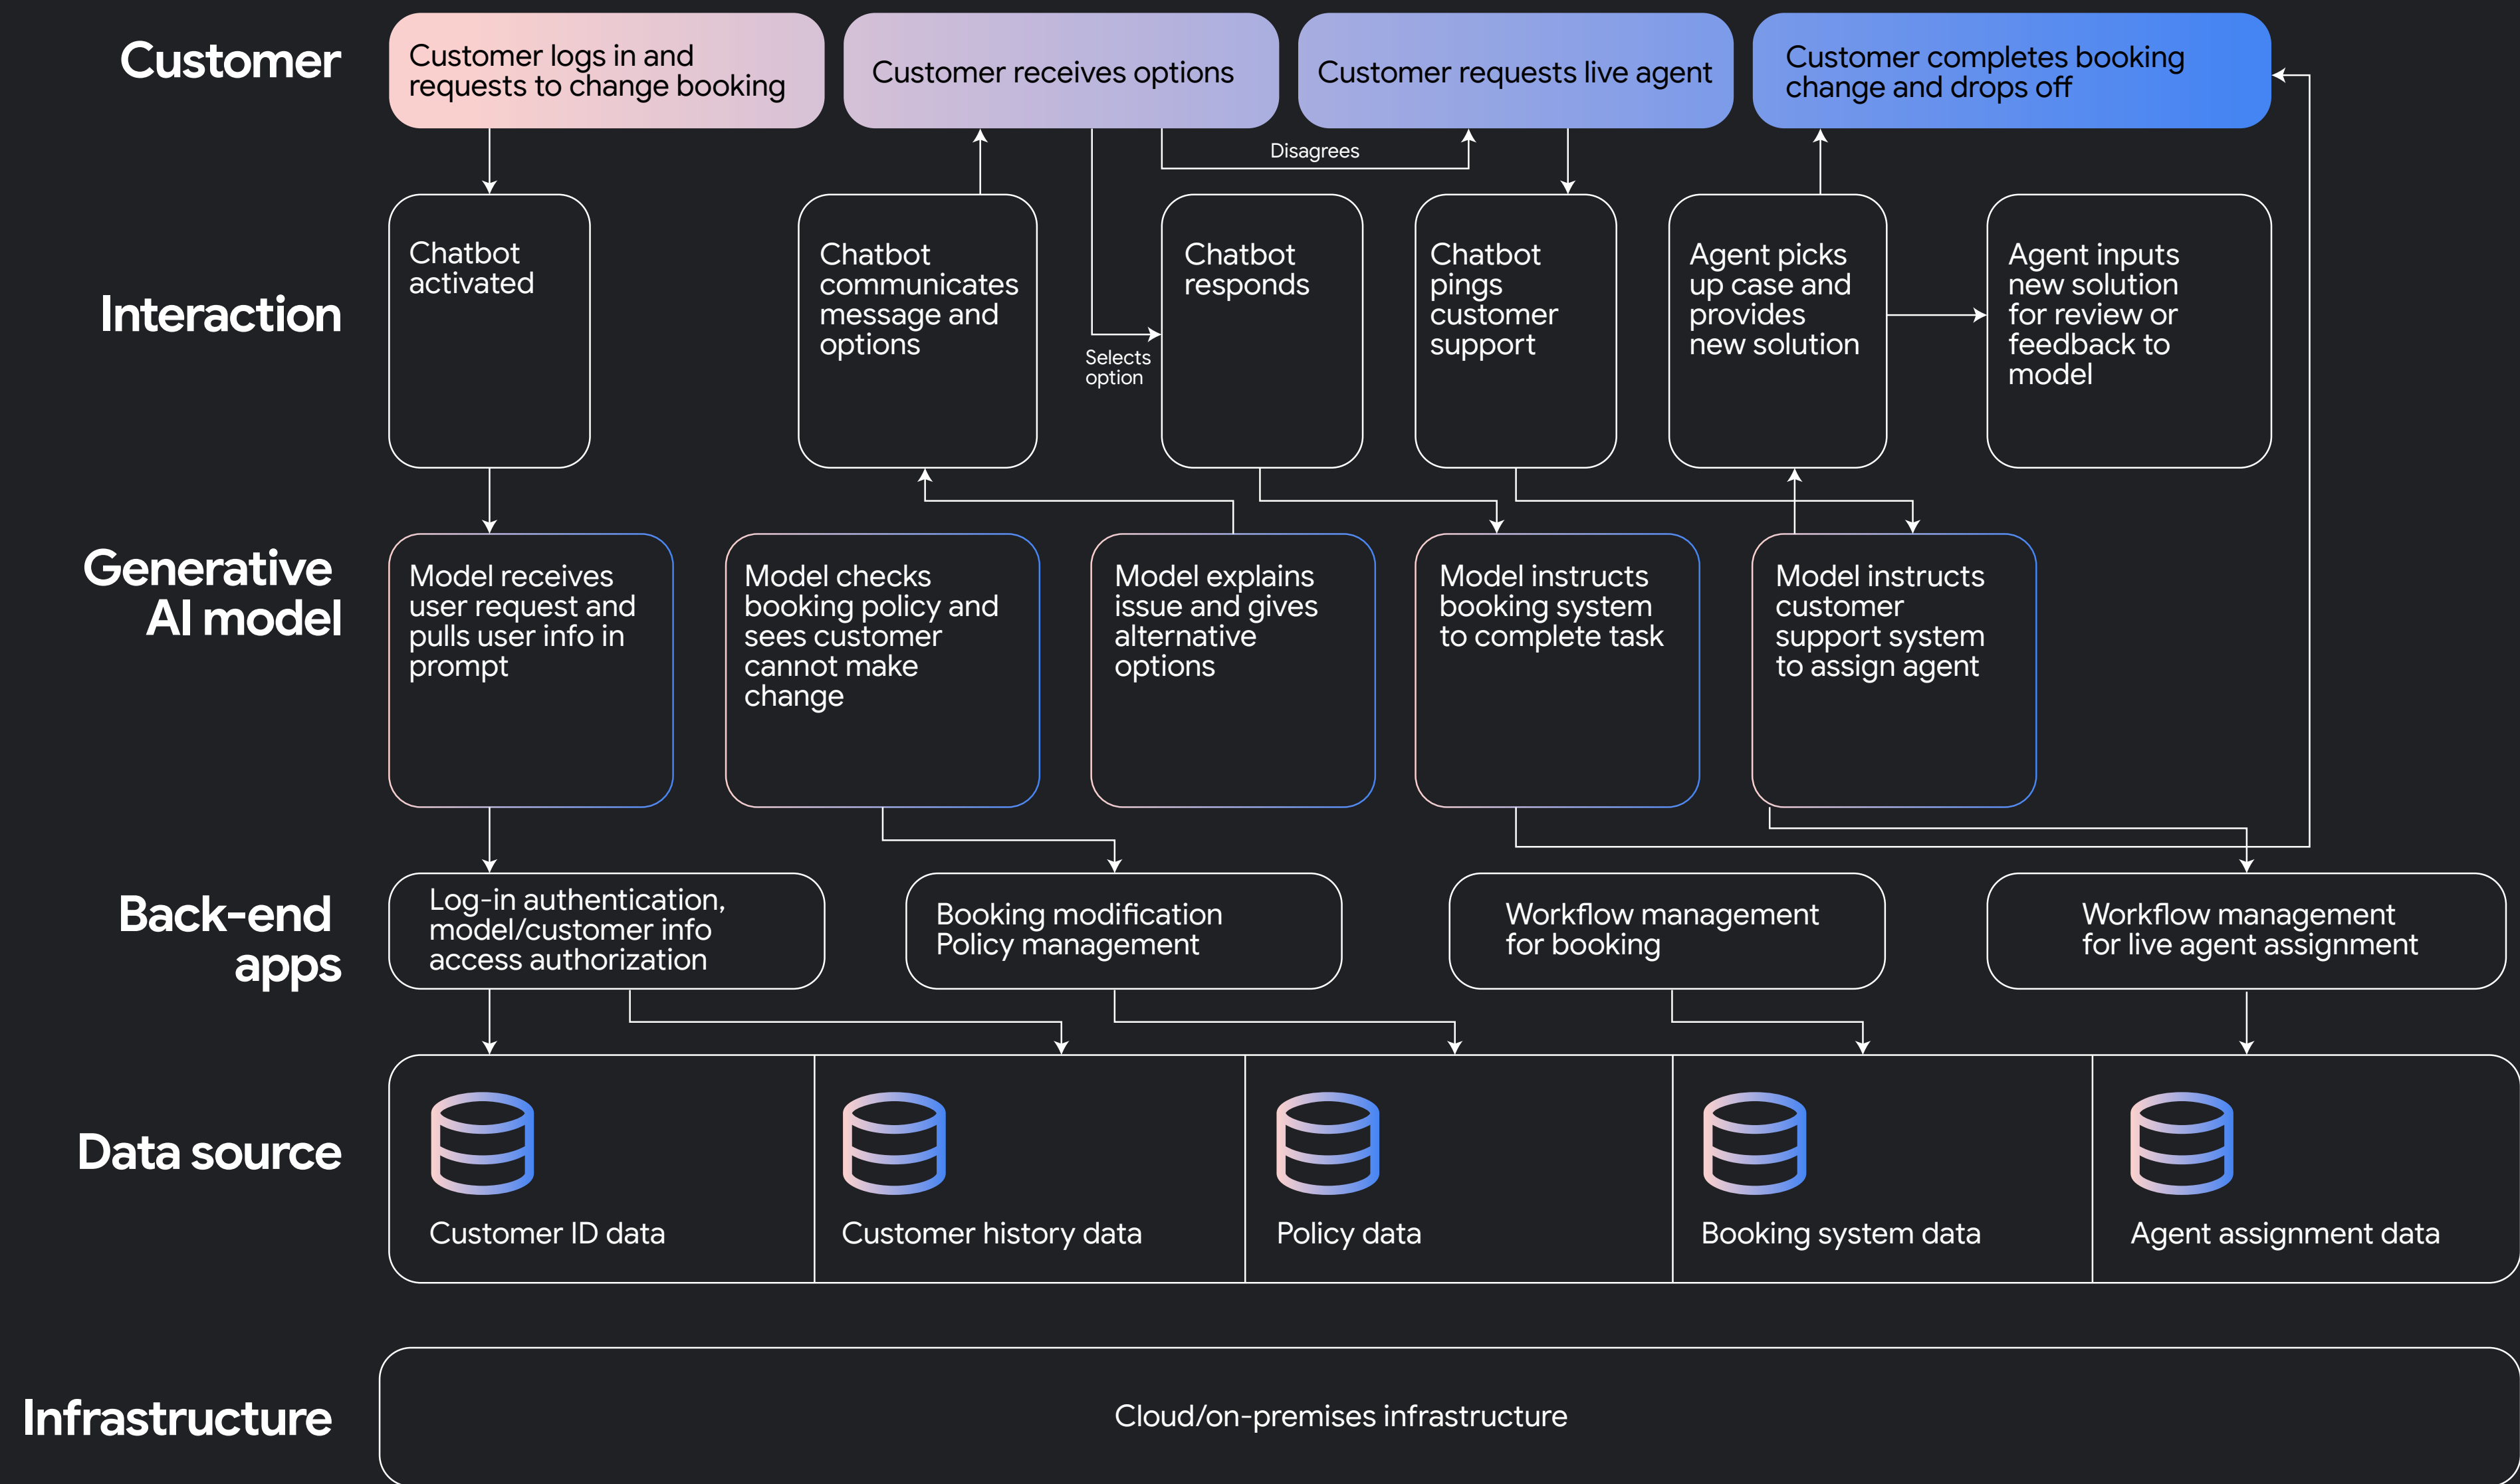 Customer
Customer logs in and
requests to change booking
Customer receives options
Customer requests live agent
Customer completes booking
change and drops off
Disagrees
Interaction
Chatbot
activated
Chatbot
communicates
message and
options
Selects
option
Chatbot
responds
Chatbot
pings
customer
support
Agent picks
up case and
provides
new solution
Agent inputs
new solution
for review or
feedback to
model
Generative
AI model
Model receives
user request and
pulls user info in
prompt
Model checks
booking policy and
sees customer
cannot make
change
Model explains
issue and gives
alternative
options
Model instructs
booking system
to complete task
Model instructs
customer
support system
to assign agent
Back-end
apps
Log-in authentication,
model/customer info
access authorization
Booking modification
Policy management
Workflow management
for booking
Workflow management
for live agent assignment
Data source
Customer ID data
Customer history data
Policy data
Booking system data
Agent assignment data
Infrastructure
Cloud/on-premises infrastructure